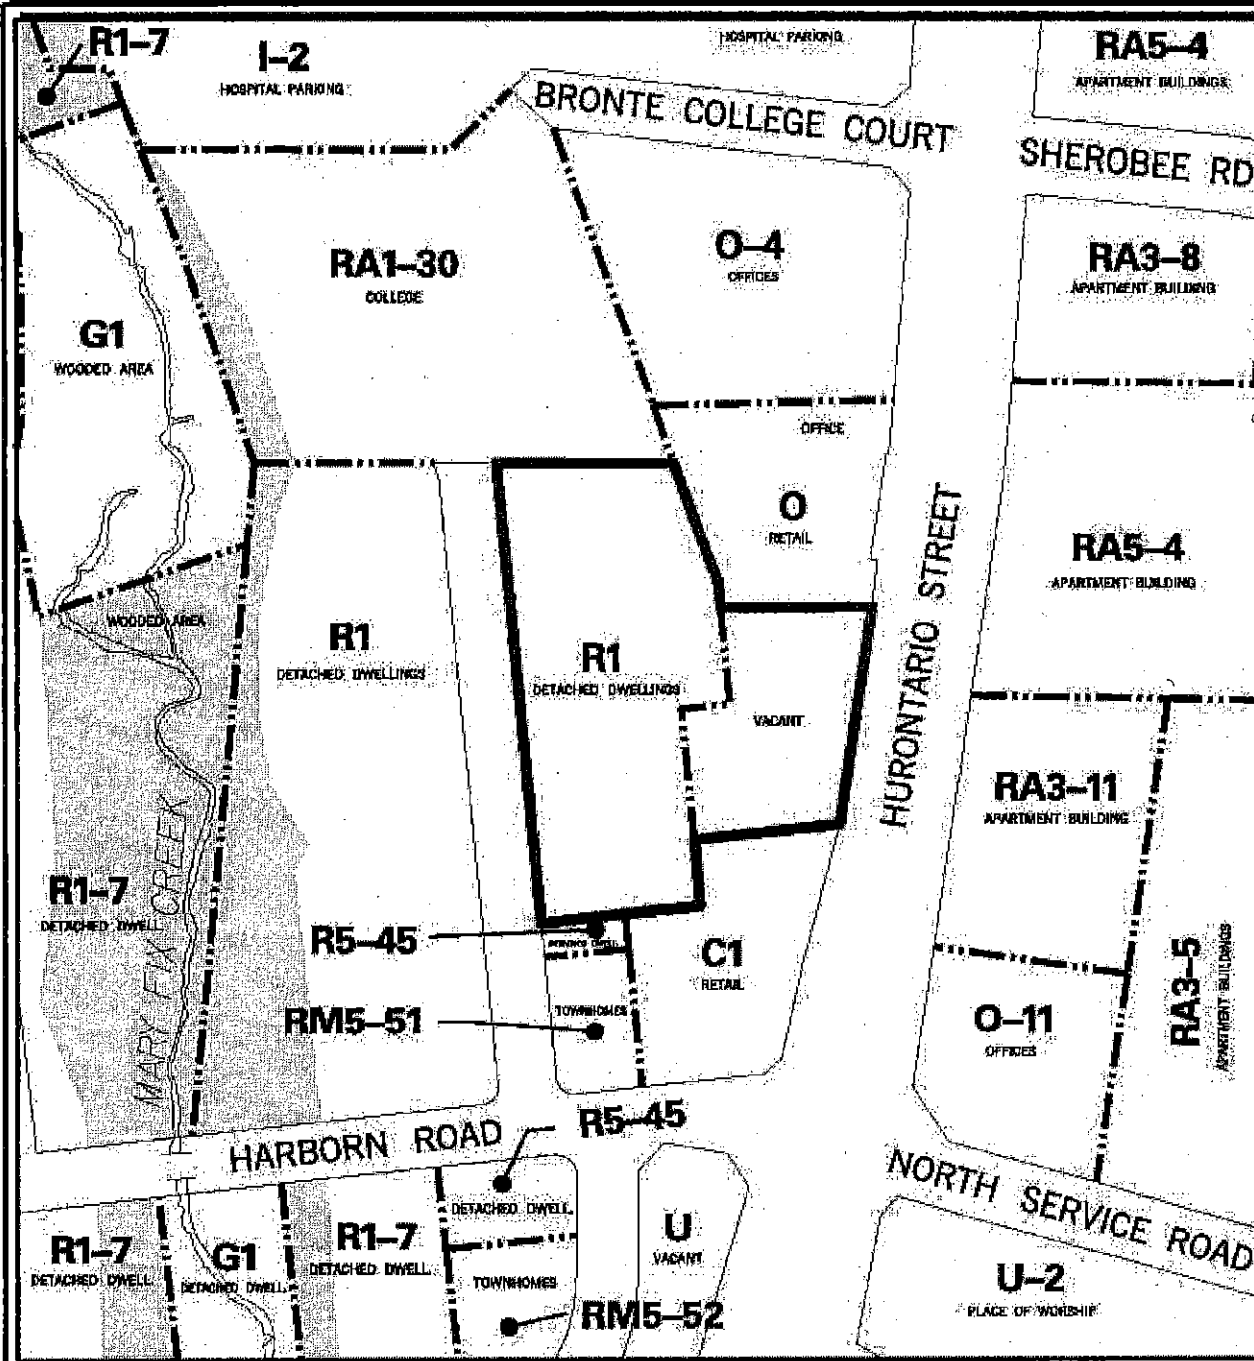 R1-7
I-2
HOSPITAL PARKING
HOSPITAL PARKING
RA5-4
APARTMENT BUILDINGS
BRONTE COLLEGE COURT
SHEROBEE RD
RA1-30
COLLEGE
O-4
OFFICES
RA3-8
APARTMENT BUILDING
G1
WOODED AREA
OFFICE
O
RETAIL
HURONTARIO STREET
RA5-4
APARTMENT BUILDING
WOODED AREA
R1
DETACHED DWELLINGS
R1
DETACHED DWELLINGS
VACANT
RA3-11
APARTMENT BUILDING
R1-7
DETACHED DWELL
MARY FIX CREEK
R5-45
DETACHED DWELL
C1
RETAIL
RA3-5
APARTMENT BUILDINGS
RM5-51
TOWNHOMES
O-11
OFFICES
HARBORN ROAD
R5-45
DETACHED DWELL
NORTH SERVICE ROAD
R1-7
DETACHED DWELL
G1
DETACHED DWELL
R1-7
DETACHED DWELL
TOWNHOMES
RM5-52
U
VACANT
U-2
PLACE OF WORSHIP